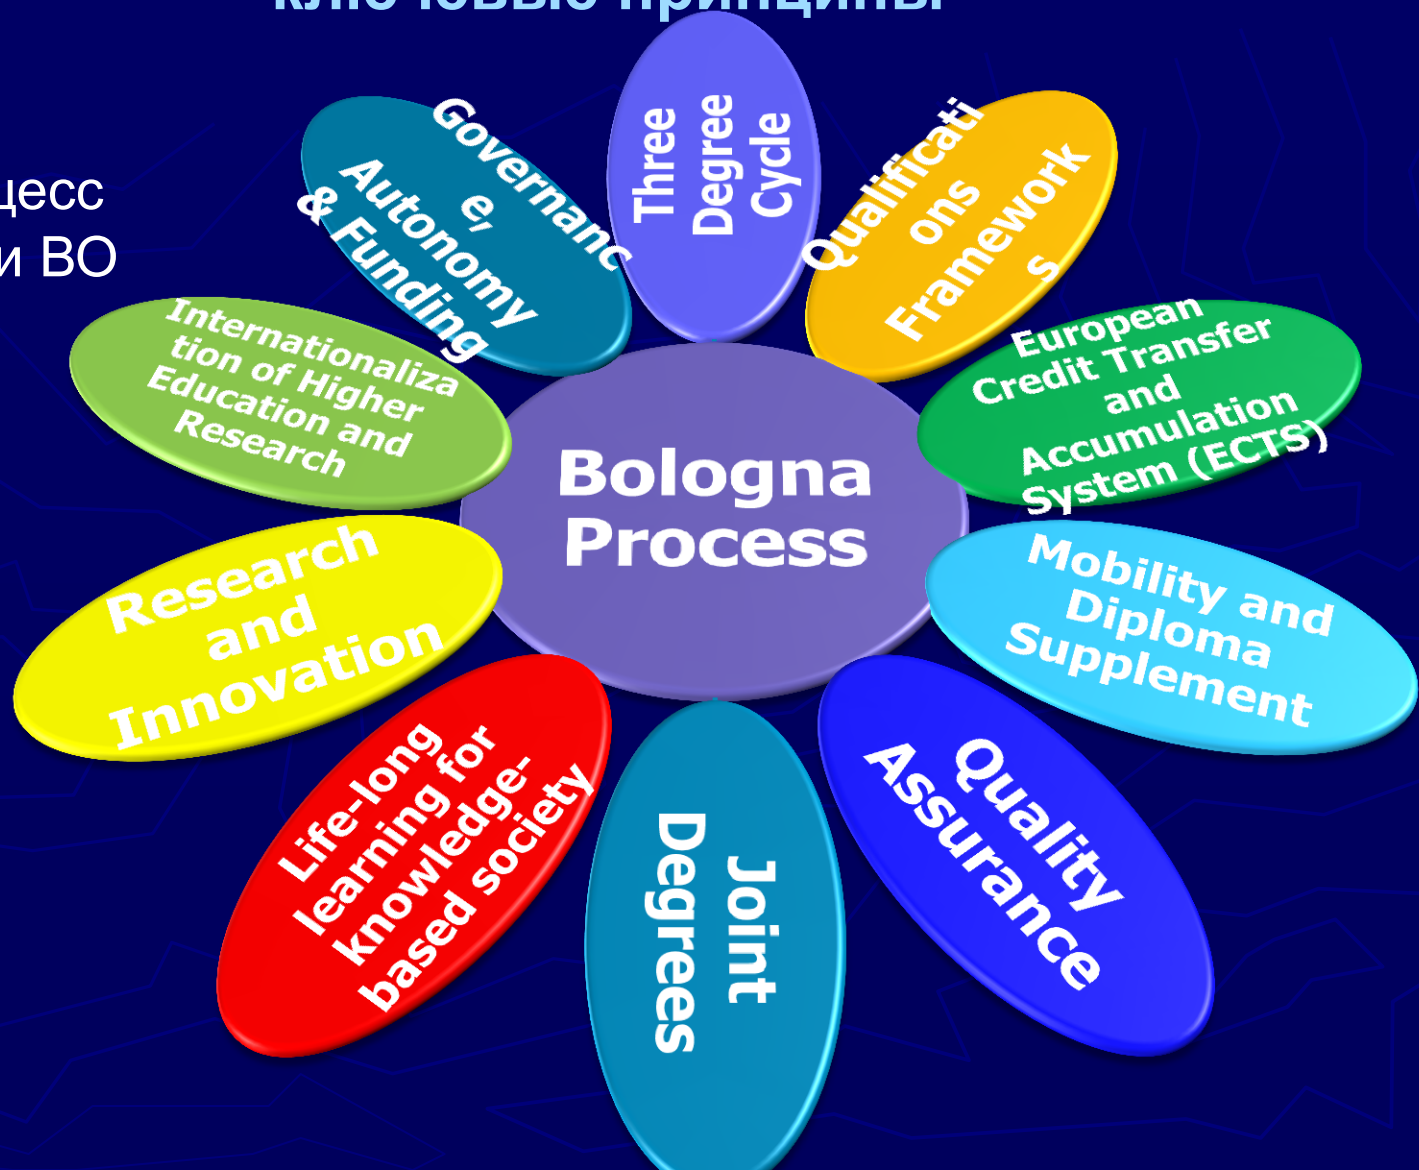 ключевые принципы
и ВО
Three
Degree
Cycle
Qualificati
ons
Framework
s
European
Credit Transfer
and
Accumulation
System (ECTS)
Mobility and
Diploma
Supplement
Quality
Assurance
Joint
Degrees
Life-long
learning for
knowledge-
based society
Research
and
Innovation
Internationaliza
tion of Higher
Education and
Research
Governanc
e,
Autonomy
& Funding
Bologna
Process